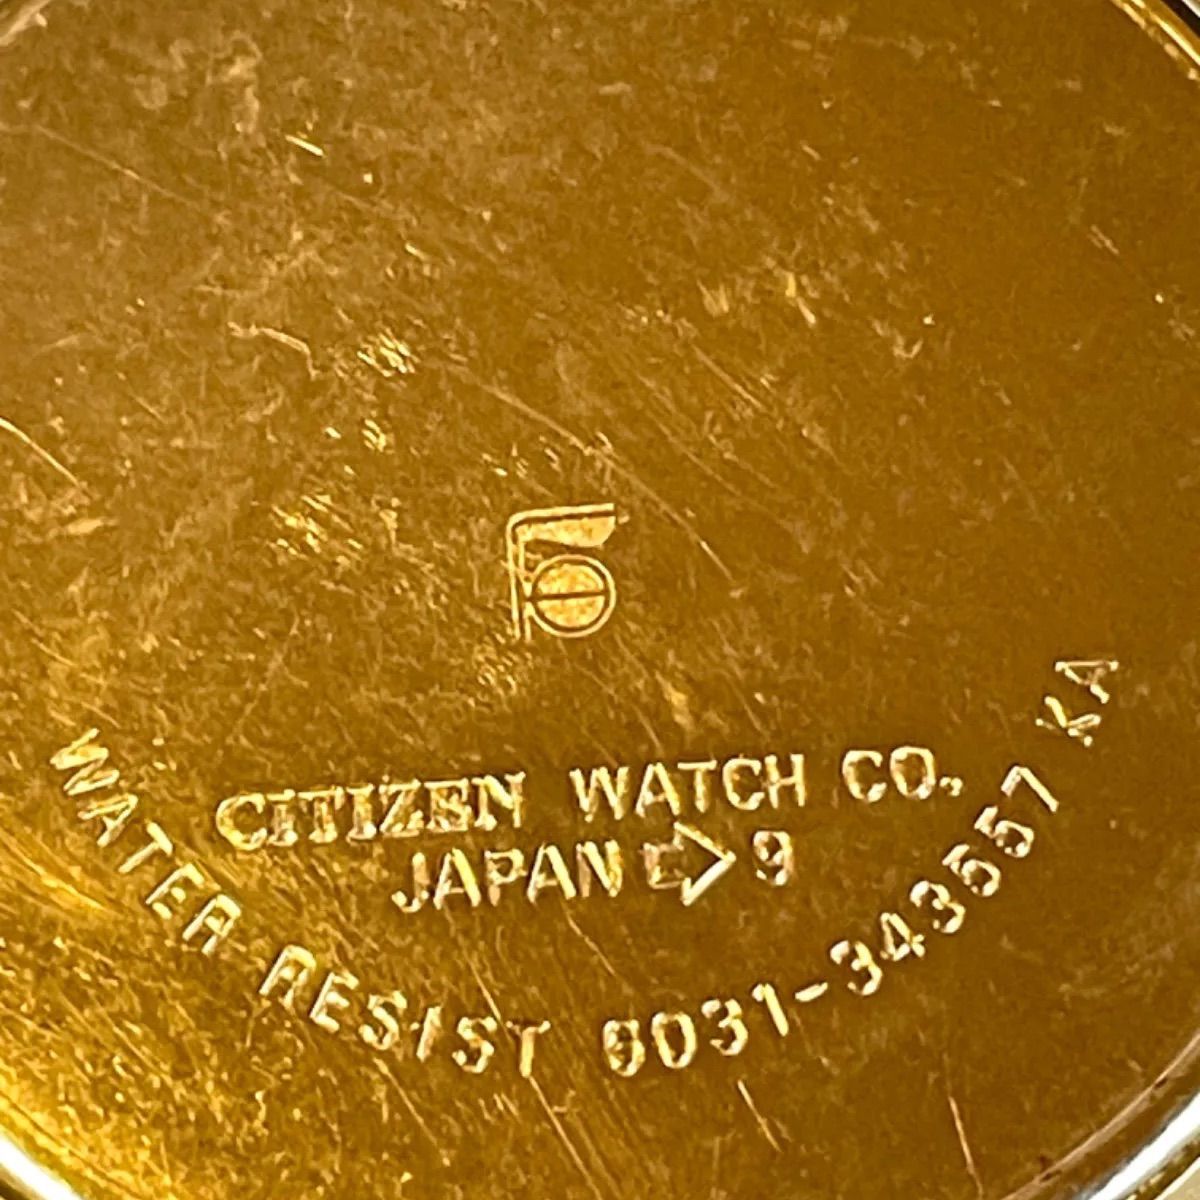 CITIZEN WATCH CO.,
JAPAN 9
WATER RESIST 6031-343557 KA